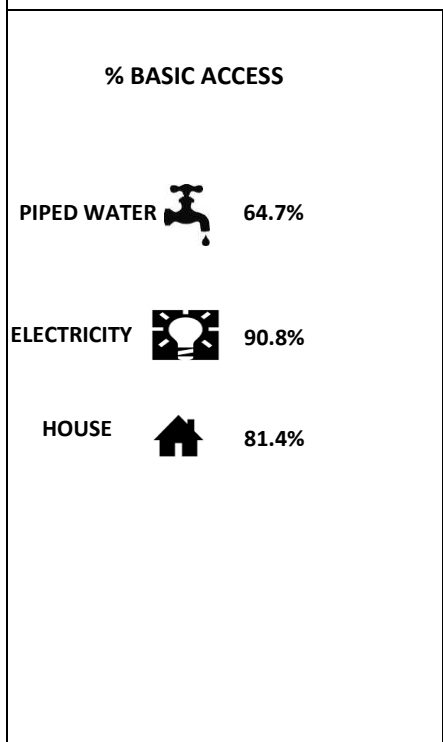 % BASIC ACCESS
PIPED WATER 64.7%
ELECTRICITY 90.8%
HOUSE 81.4%